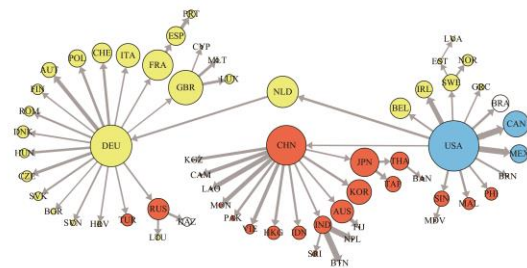 PRT
ESP
CYP
MLT
LUX
GBR
FRA
ITA
CHE
POL
AUT
FIN
ROM
DNK
HUN
CZE
SVK
BGR
SVN
HRV
TUR
RUS
KAZ
LTU
DEU
NLD
CHN
KGZ
CAM
LAO
MON
PAK
VIE
HKG
IDN
SRI
BTN
NPL
FIJ
IND
AUS
KOR
JPN
THA
TAP
BAN
USA
LVA
EST
NOR
SWE
IRL
BEL
GRC
BRA
CAN
MEX
BRN
PHI
MAL
SIN
MDV